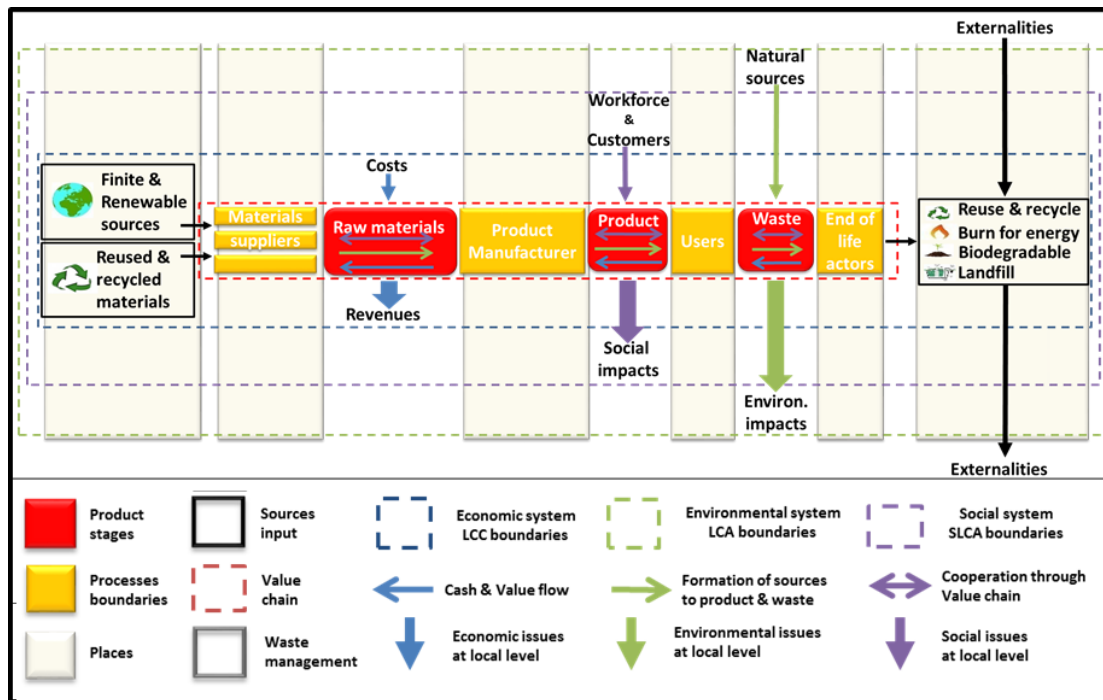 Externalities
Natural
sources
Workforce
&
Customers
Costs
Finite &
Renewable
sources
Reused &
recycled
materials
Materials
suppliers
Raw materials
Product
Manufacturer
Product
Users
Waste
End of
life
actors
Reuse & recycle
Burn for energy
Biodegradable
Landfill
Revenues
Social
impacts
Environ.
impacts
Externalities
Product
stages
Sources
input
Economic system
LCC boundaries
Environmental system
LCA boundaries
Social system
SLCA boundaries
Processes
boundaries
Value
chain
Cash & Value flow
Formation of sources
to product & waste
Cooperation through
Value chain
Places
Waste
management
Economic issues
at local level
Environmental issues
at local level
Social issues
at local level